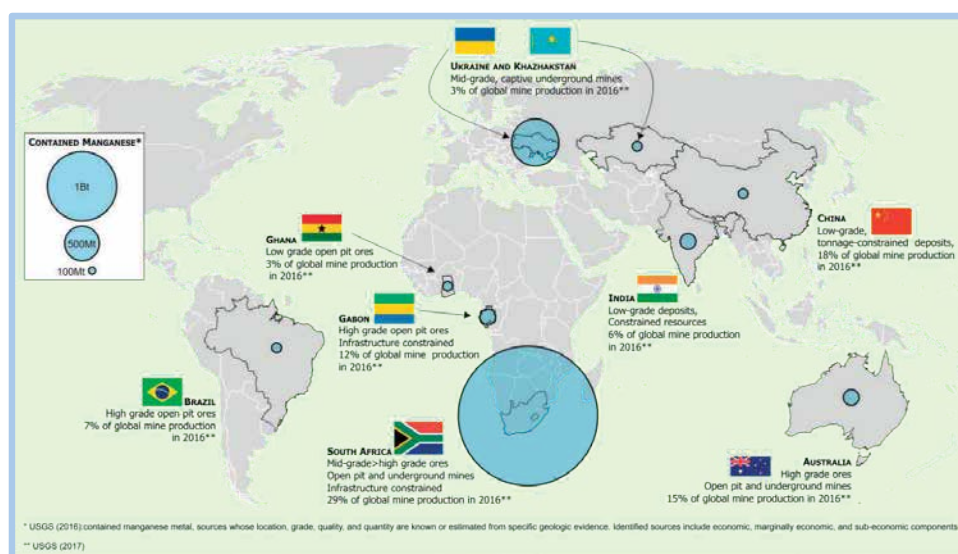 UKRAINE AND KHAZHAKSTAN
Mid-grade, captive underground mines
3% of global mine production in 2016**
CONTAINED MANGANESE*
1Bt
500Mt
100Mt
GHANA
Low grade open pit ores
3% of global mine production
in 2016**
CHINA
Low-grade,
tonnage-constrained deposits,
18% of global mine production
in 2016**
GABON
High grade open pit ores
Infrastructure constrained
12% of global mine production
in 2016**
INDIA
Low-grade deposits,
Constrained resources
6% of global mine production
in 2016**
BRAZIL
High grade open pit ores
7% of global mine production
in 2016**
SOUTH AFRICA
Mid-grade>high grade ores
Open pit and underground mines
Infrastructure constrained
29% of global mine production in 2016**
AUSTRALIA
High grade ores
Open pit and underground mines
15% of global mine production in 2016**
* USGS (2016):contained manganese metal, sources whose location, grade, quality, and quantity are known or estimated from specific geologic evidence. Identified sources include economic, marginally economic, and sub-economic components
** USGS (2017)